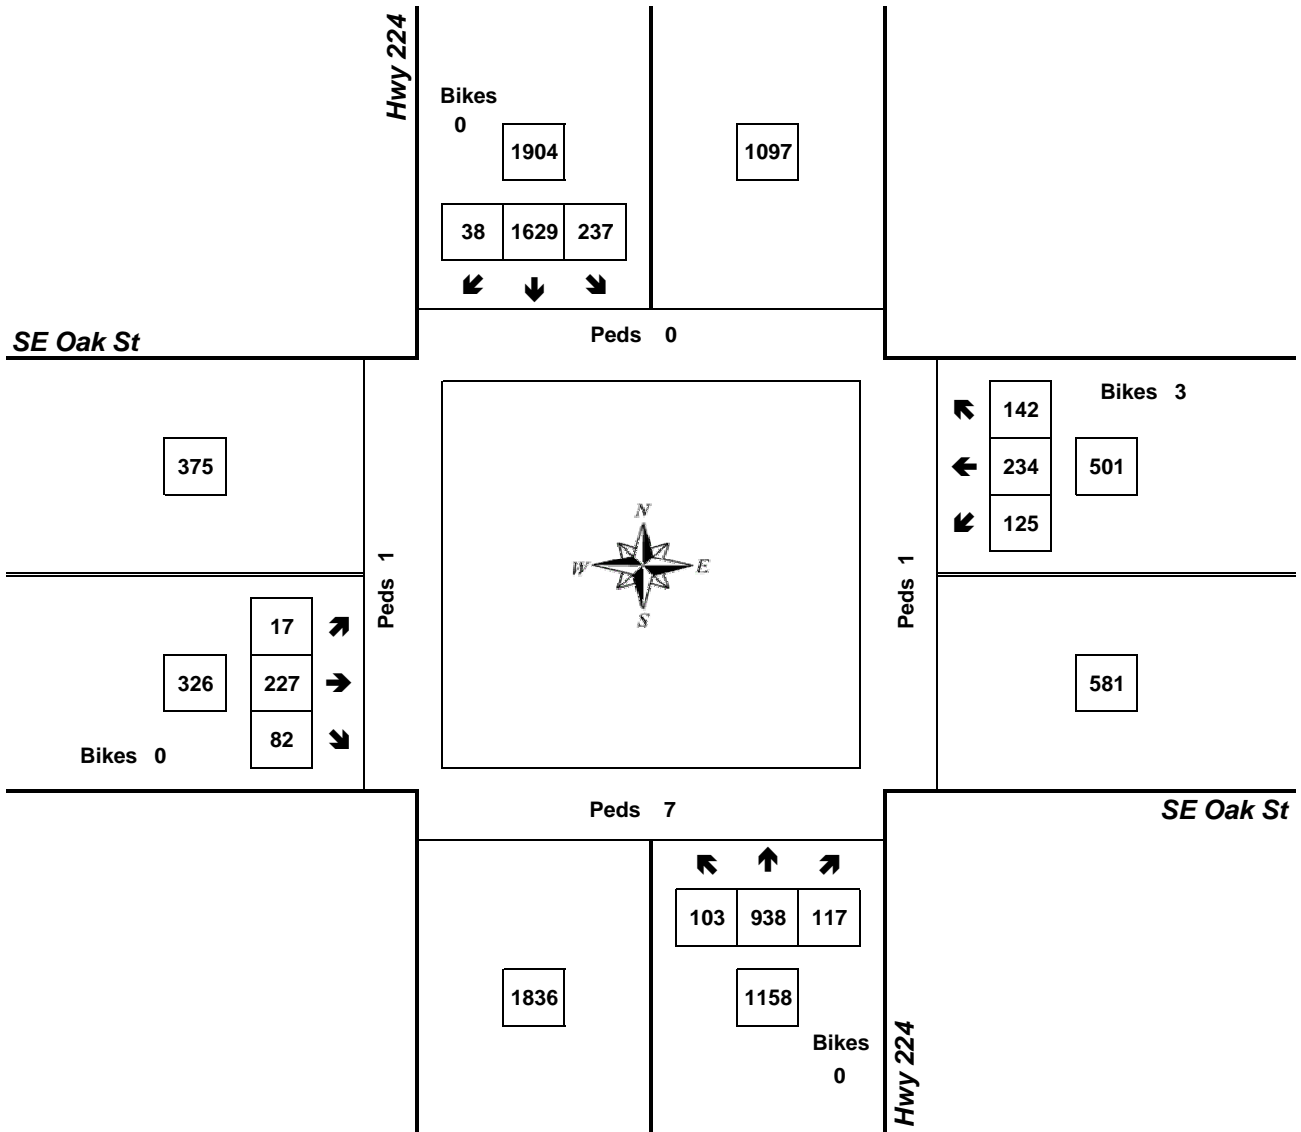 Hwy 224
Bikes
0
1904
1097
38 1629 237
Peds 0
SE Oak St
Bikes 3
142
375
234
501
125
N
W E
S
Peds 1
Peds 1
17
326
227
581
82
Bikes 0
Peds 7
SE Oak St
103 938 117
1836
1158
Bikes
0
Hwy 224